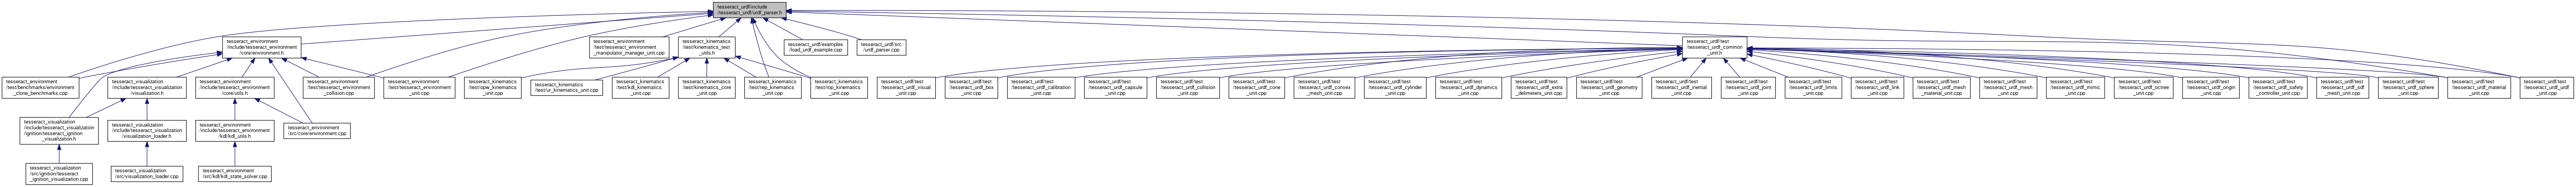 tesseract_urdf/include
/tesseract_urdf/urdf_parser.h
tesseract_environment
/include/tesseract_environment
/core/environment.h
tesseract_environment
/test/tesseract_environment
_manipulator_manager_unit.cpp
tesseract_kinematics
/test/kinematics_test
_utils.h
tesseract_urdf/examples
/load_urdf_example.cpp
tesseract_urdf/src
/urdf_parser.cpp
tesseract_urdf/test
/tesseract_urdf_common
_unit.h
tesseract_environment
/test/benchmarks/environment
_clone_benchmarks.cpp
tesseract_visualization
/include/tesseract_visualization
/visualization.h
tesseract_environment
/include/tesseract_environment
/core/utils.h
tesseract_environment
/test/tesseract_environment
_collision.cpp
tesseract_environment
/test/tesseract_environment
_unit.cpp
tesseract_kinematics
/test/opw_kinematics
_unit.cpp
tesseract_kinematics
/test/ur_kinematics_unit.cpp
tesseract_kinematics
/test/kdl_kinematics
_unit.cpp
tesseract_kinematics
/test/kinematics_core
_unit.cpp
tesseract_kinematics
/test/rep_kinematics
_unit.cpp
tesseract_kinematics
/test/rop_kinematics
_unit.cpp
tesseract_urdf/test
/tesseract_urdf_visual
_unit.cpp
tesseract_urdf/test
/tesseract_urdf_box
_unit.cpp
tesseract_urdf/test
/tesseract_urdf_calibration
_unit.cpp
tesseract_urdf/test
/tesseract_urdf_capsule
_unit.cpp
tesseract_urdf/test
/tesseract_urdf_collision
_unit.cpp
tesseract_urdf/test
/tesseract_urdf_cone
_unit.cpp
tesseract_urdf/test
/tesseract_urdf_convex
_mesh_unit.cpp
tesseract_urdf/test
/tesseract_urdf_cylinder
_unit.cpp
tesseract_urdf/test
/tesseract_urdf_dynamics
_unit.cpp
tesseract_urdf/test
/tesseract_urdf_extra
_delimeters_unit.cpp
tesseract_urdf/test
/tesseract_urdf_geometry
_unit.cpp
tesseract_urdf/test
/tesseract_urdf_inertial
_unit.cpp
tesseract_urdf/test
/tesseract_urdf_joint
_unit.cpp
tesseract_urdf/test
/tesseract_urdf_limits
_unit.cpp
tesseract_urdf/test
/tesseract_urdf_link
_unit.cpp
tesseract_urdf/test
/tesseract_urdf_mesh
_material_unit.cpp
tesseract_urdf/test
/tesseract_urdf_mesh
_unit.cpp
tesseract_urdf/test
/tesseract_urdf_mimic
_unit.cpp
tesseract_urdf/test
/tesseract_urdf_octree
_unit.cpp
tesseract_urdf/test
/tesseract_urdf_origin
_unit.cpp
tesseract_urdf/test
/tesseract_urdf_safety
_controller_unit.cpp
tesseract_urdf/test
/tesseract_urdf_sdf
_mesh_unit.cpp
tesseract_urdf/test
/tesseract_urdf_sphere
_unit.cpp
tesseract_urdf/test
/tesseract_urdf_material
_unit.cpp
tesseract_urdf/test
/tesseract_urdf_urdf
_unit.cpp
tesseract_visualization
/include/tesseract_visualization
/ignition/tesseract_ignition
_visualization.h
tesseract_visualization
/include/tesseract_visualization
/visualization_loader.h
tesseract_environment
/include/tesseract_environment
/kdl/kdl_utils.h
tesseract_environment
/src/core/environment.cpp
tesseract_visualization
/src/ignition/tesseract
_ignition_visualization.cpp
tesseract_visualization
/src/visualization_loader.cpp
tesseract_environment
/src/kdl/kdl_state_solver.cpp